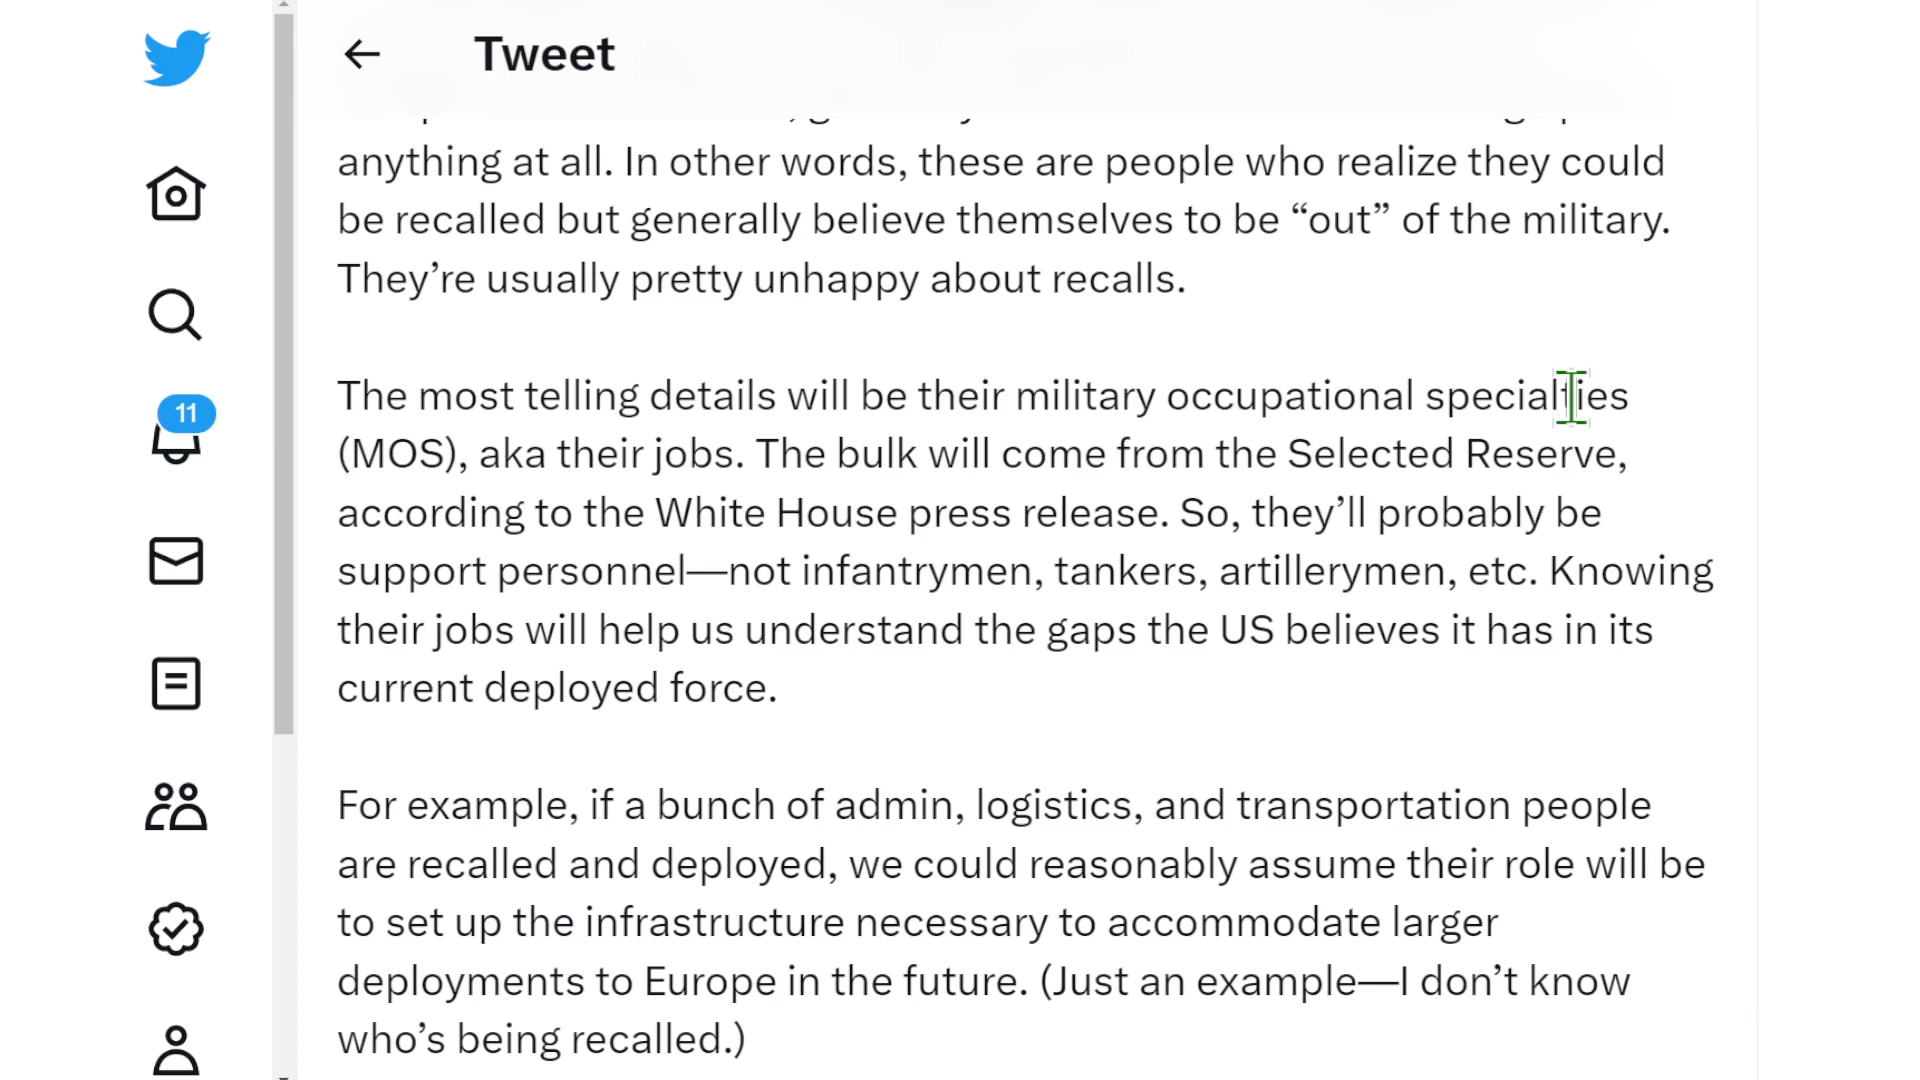 Tweet
anything at all. In other words, these are people who realize they could
be recalled but generally believe themselves to be “out” of the military.
They’re usually pretty unhappy about recalls.
11
The most telling details will be their military occupational specialties
(MOS), aka their jobs. The bulk will come from the Selected Reserve,
according to the White House press release. So, they’ll probably be
support personnel—not infantrymen, tankers, artillerymen, etc. Knowing
their jobs will help us understand the gaps the US believes it has in its
current deployed force.
For example, if a bunch of admin, logistics, and transportation people
are recalled and deployed, we could reasonably assume their role will be
to set up the infrastructure necessary to accommodate larger
deployments to Europe in the future. (Just an example—I don’t know
who’s being recalled.)